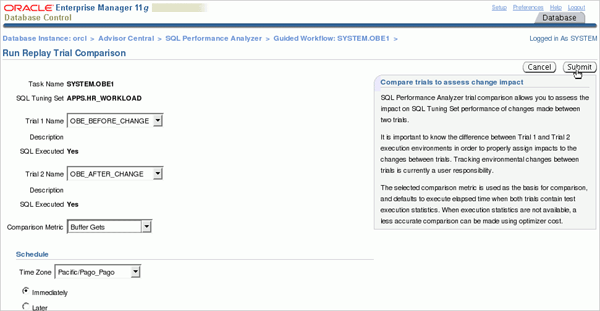 ORACLE Enterprise Manager 11g
Database Control
Setup Preferences Help Logout
Database
Database Instance: orcl > Advisor Central > SQL Performance Analyzer > Guided Workflow: SYSTEM.OBE1 >
Logged in As SYSTEM
Run Replay Trial Comparison
Cancel Submit
Task Name SYSTEM.OBE1
SQL Tuning Set APPS.HR_WORKLOAD
Trial 1 Name OBE_BEFORE_CHANGE
Description
SQL Executed Yes
Trial 2 Name OBE_AFTER_CHANGE
Description
SQL Executed Yes
Comparison Metric Buffer Gets
Compare trials to assess change impact
SQL Performance Analyzer trial comparison allows you to assess the
impact on SQL Tuning Set performance of changes made between
two trials.
It is important to know the difference between Trial 1 and Trial 2
execution environments in order to properly assign impacts to the
changes between trials. Tracking environmental changes between
trials is currently a user responsibility.
The selected comparison metric is used as the basis for comparison,
and defaults to execute elapsed time when both trials contain test
execution statistics. When execution statistics are not available, a
less accurate comparison can be made using optimizer cost.
Schedule
Time Zone Pacific/Pago_Pago
Immediately
Later